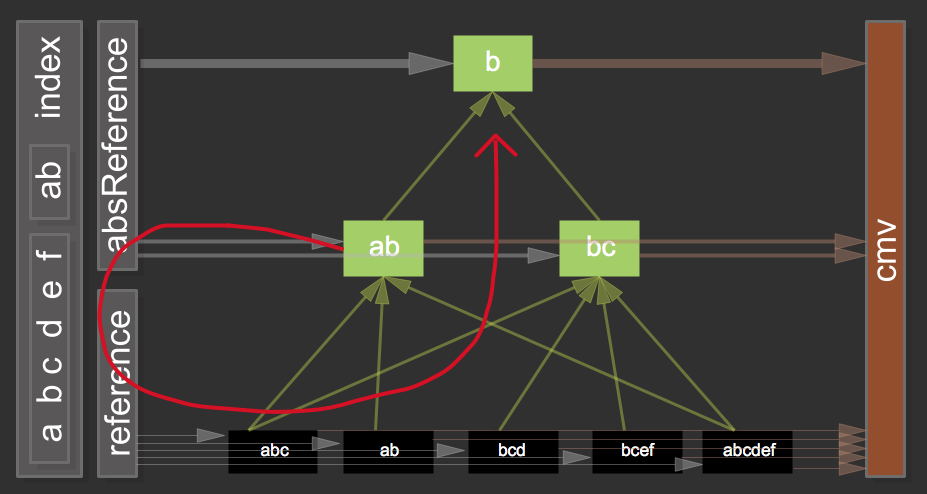 index
ab
a b c d e f
absReference
reference
b
ab
bc
abc
ab
bcd
bcef
abcdef
cmv